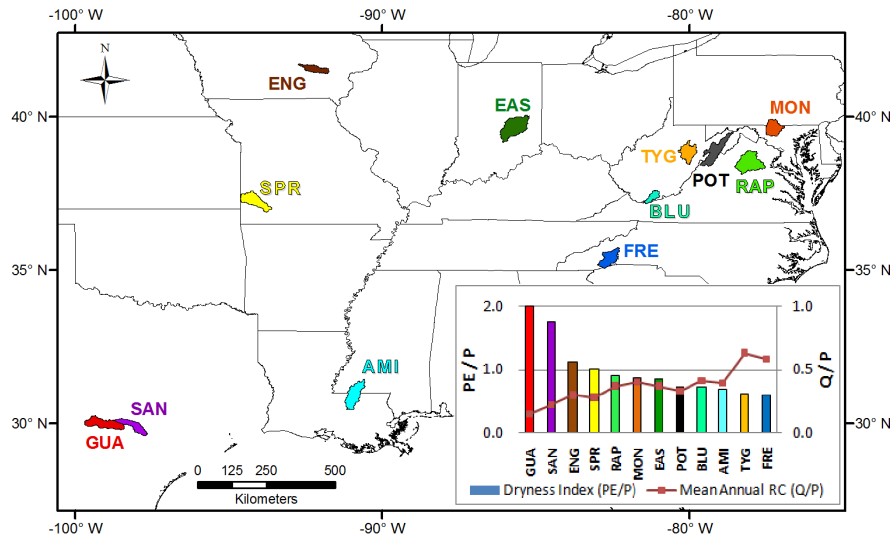 -100° W
-90° W
-80° W
N
ENG
EAS
MON
40° N
40° N
TYG
POT
RAP
SPR
BLU
FRE
35° N
35° N
AMI
SAN
GUA
30° N
30° N
0 125 250 500
Kilometers
2.0
1.0
0.0
PE / P
1.0
0.5
0.0
Q / P
GUA
SAN
ENG
SPR
RAP
MON
EAS
POT
BLU
AMI
TYG
FRE
Dryness Index (PE/P)
Mean Annual RC (Q/P)
-100° W
-90° W
-80° W